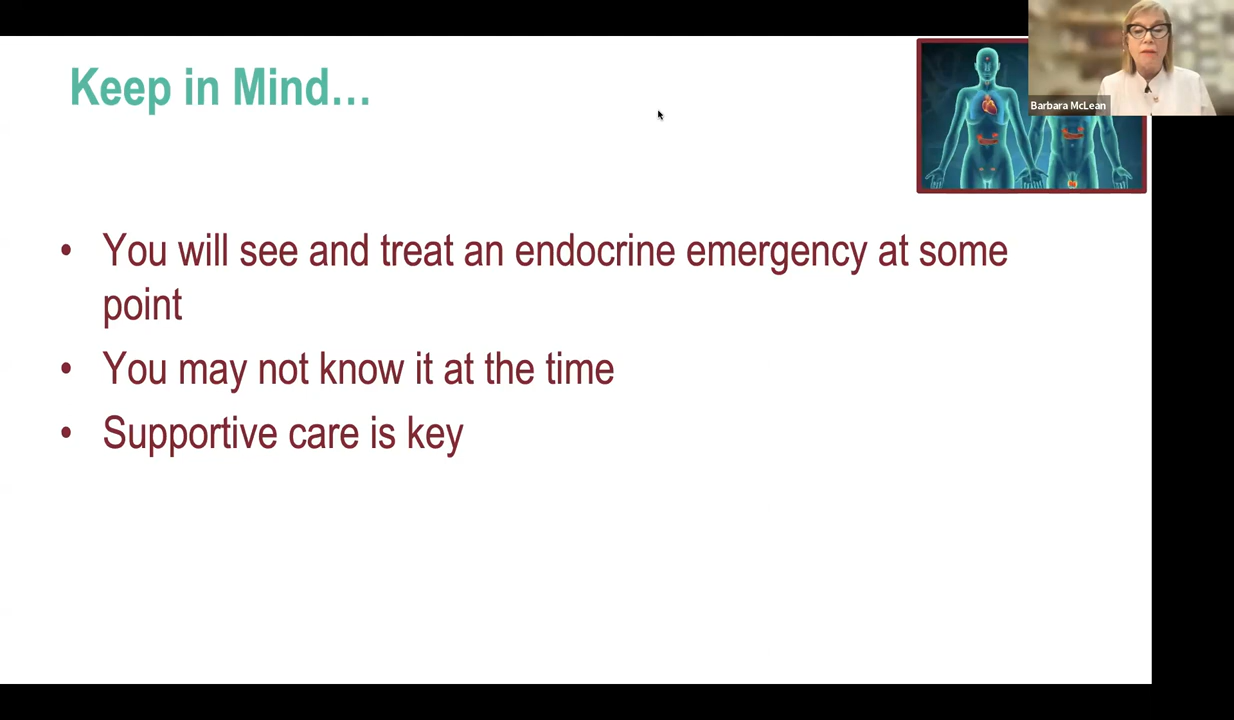 Keep in Mind…
Barbara McLean
• You will see and treat an endocrine emergency at some
point
• You may not know it at the time
• Supportive care is key